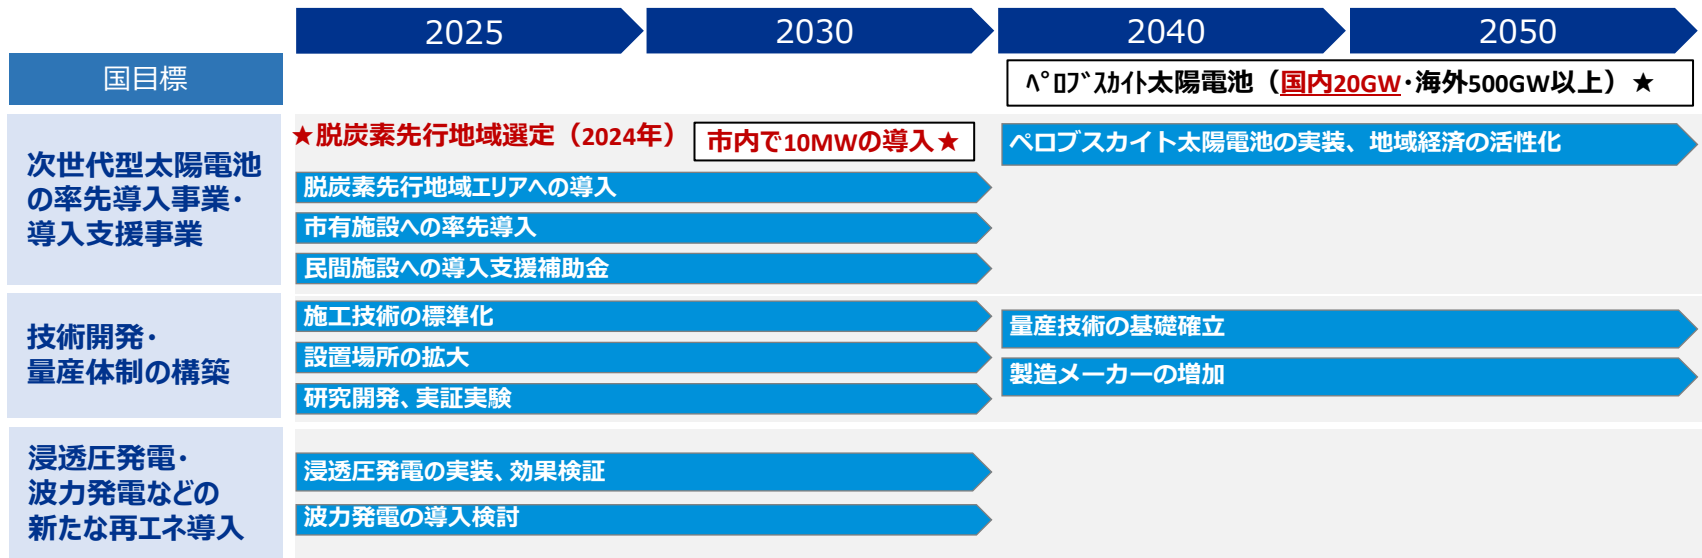 2025
2030
2040
2050
国目標
ﾍﾟﾛﾌﾞｽｶｲﾄ太陽電池（国内20GW・海外500GW以上）★
次世代型太陽電池
の率先導入事業・
導入支援事業
★脱炭素先行地域選定（2024年）
市内で10MWの導入★
ペロブスカイト太陽電池の実装、地域経済の活性化
脱炭素先行地域エリアへの導入
市有施設への率先導入
民間施設への導入支援補助金
技術開発・
量産体制の構築
施工技術の標準化
設置場所の拡大
研究開発、実証実験
量産技術の基礎確立
製造メーカーの増加
浸透圧発電・
波力発電などの
新たな再エネ導入
浸透圧発電の実装、効果検証
波力発電の導入検討